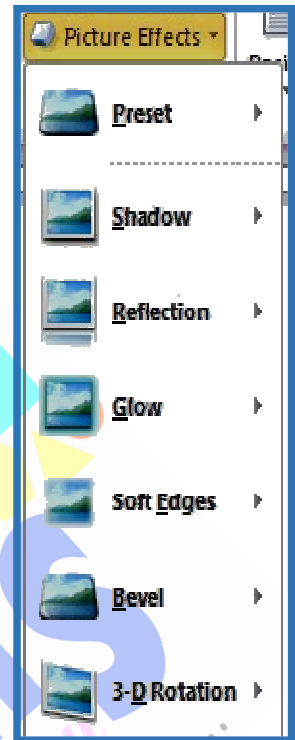 Picture Effects
Preset
Shadow
Reflection
Glow
Soft Edges
Bevel
3-D Rotation